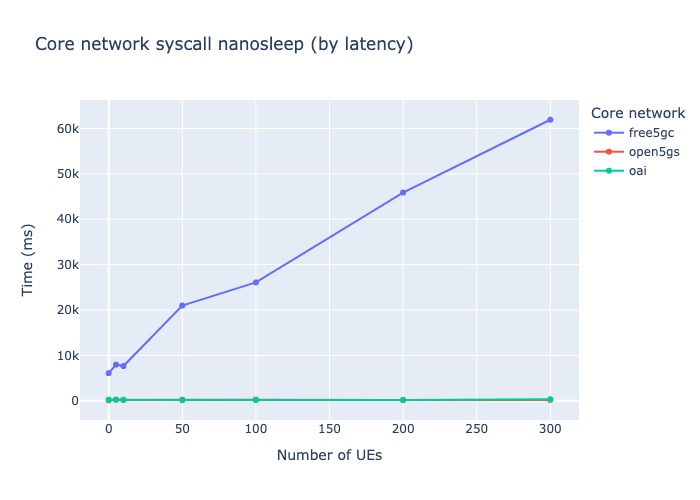 Core network syscall nanosleep (by latency)
Core network
free5gc
open5gs
oai
60k
50k
40k
30k
20k
10k
0
Time (ms)
0 50 100 150 200 250 300
Number of UEs